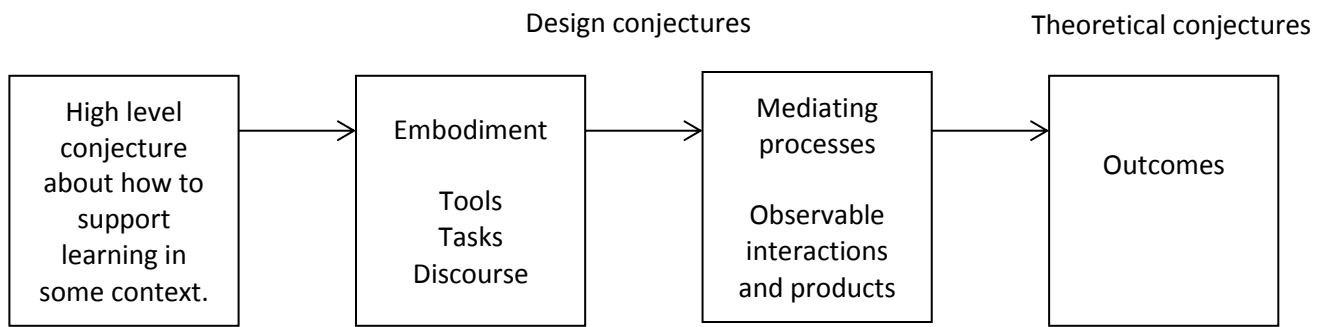 Design conjectures
Theoretical conjectures
High level
conjecture
about how to
support
learning in
some context.
Embodiment
Tools
Tasks
Discourse
Mediating
processes
Observable
interactions
and products
Outcomes